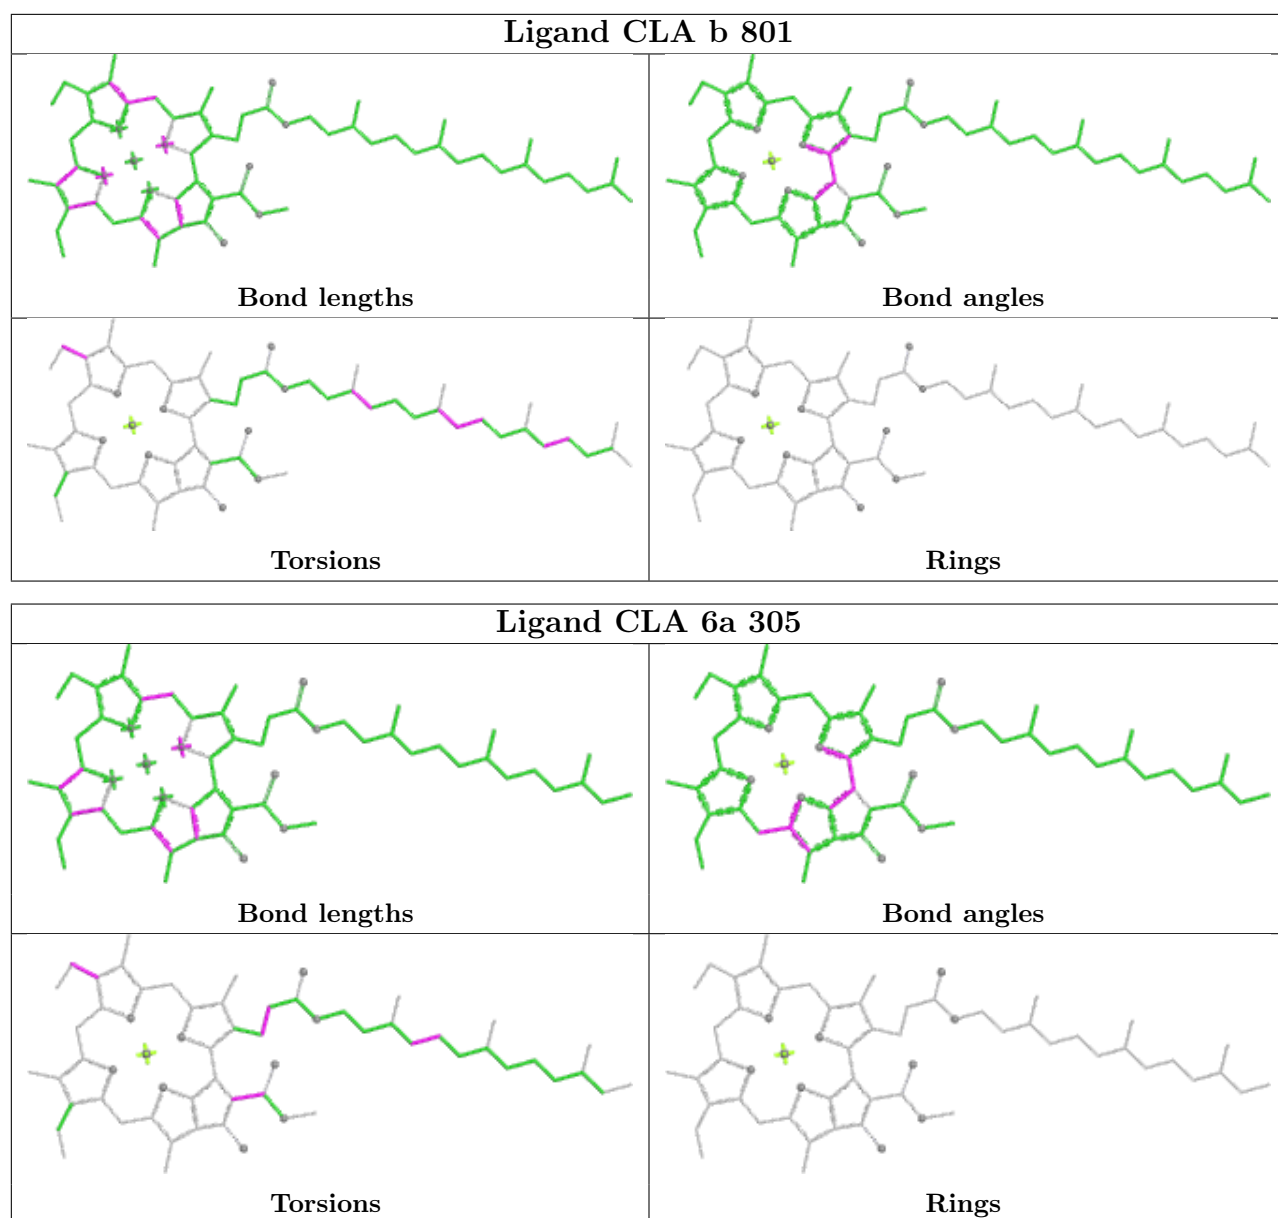 Ligand CLA b 801
Bond lengths
Bond angles
Torsions
Rings
Ligand CLA 6a 305
Bond lengths
Bond angles
Torsions
Rings